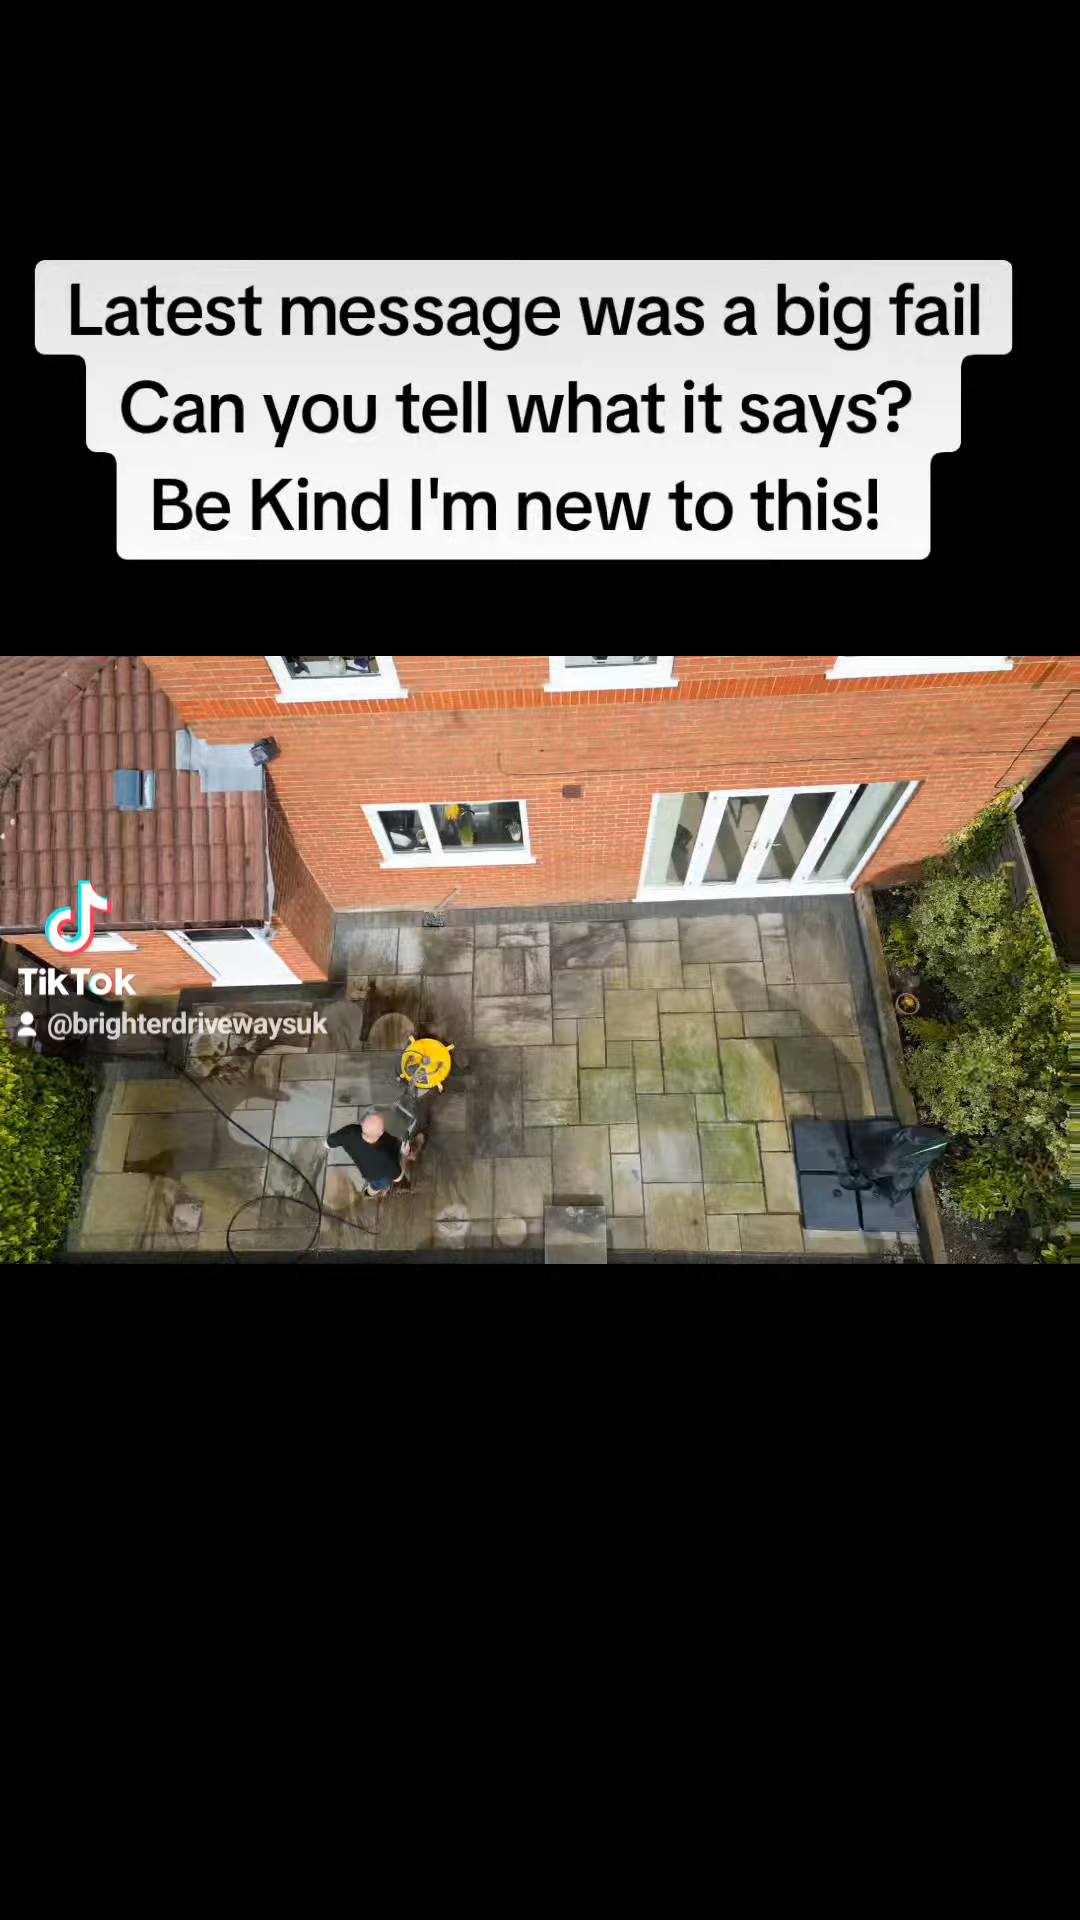 Latest message was a big fail
Can you tell what it says?
Be Kind I'm new to this!
TikTok
@brighterdrivewaysuk